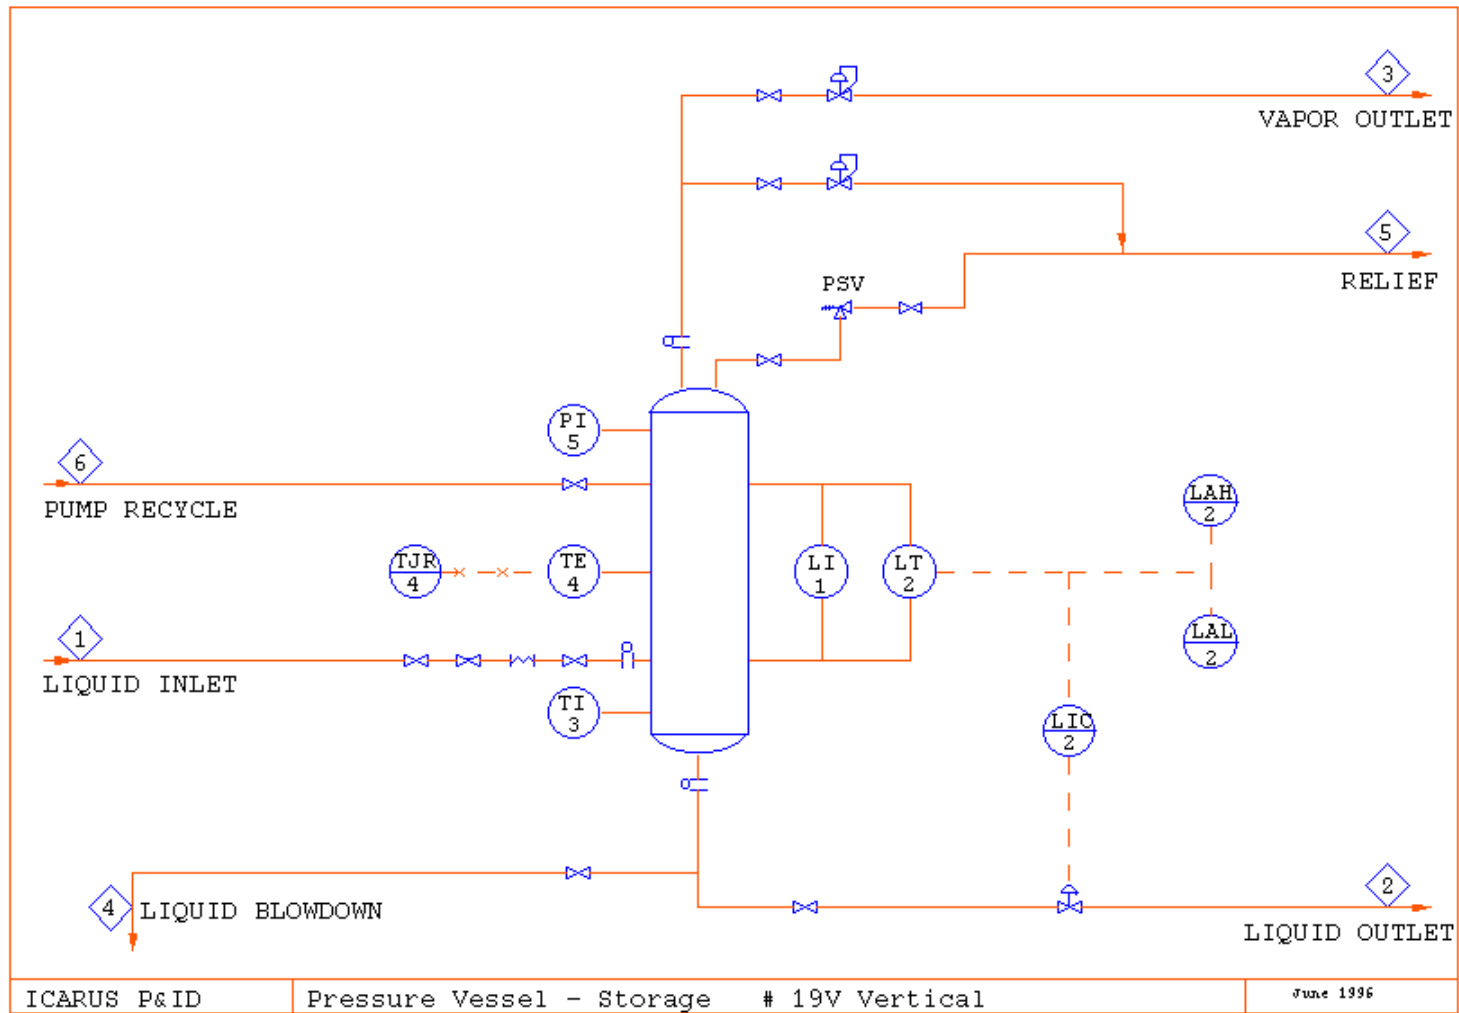 3
VAPOR OUTLET
5
RELIEF
PSV
PI
5
6
PUMP RECYCLE
LAH
2
TJR
4
TE
4
LI
1
LT
2
1
LIQUID INLET
LAL
2
TI
3
LIC
2
4
LIQUID BLOWDOWN
2
LIQUID OUTLET
ICARUS P&ID
Pressure Vessel - Storage # 19V Vertical
June 1996